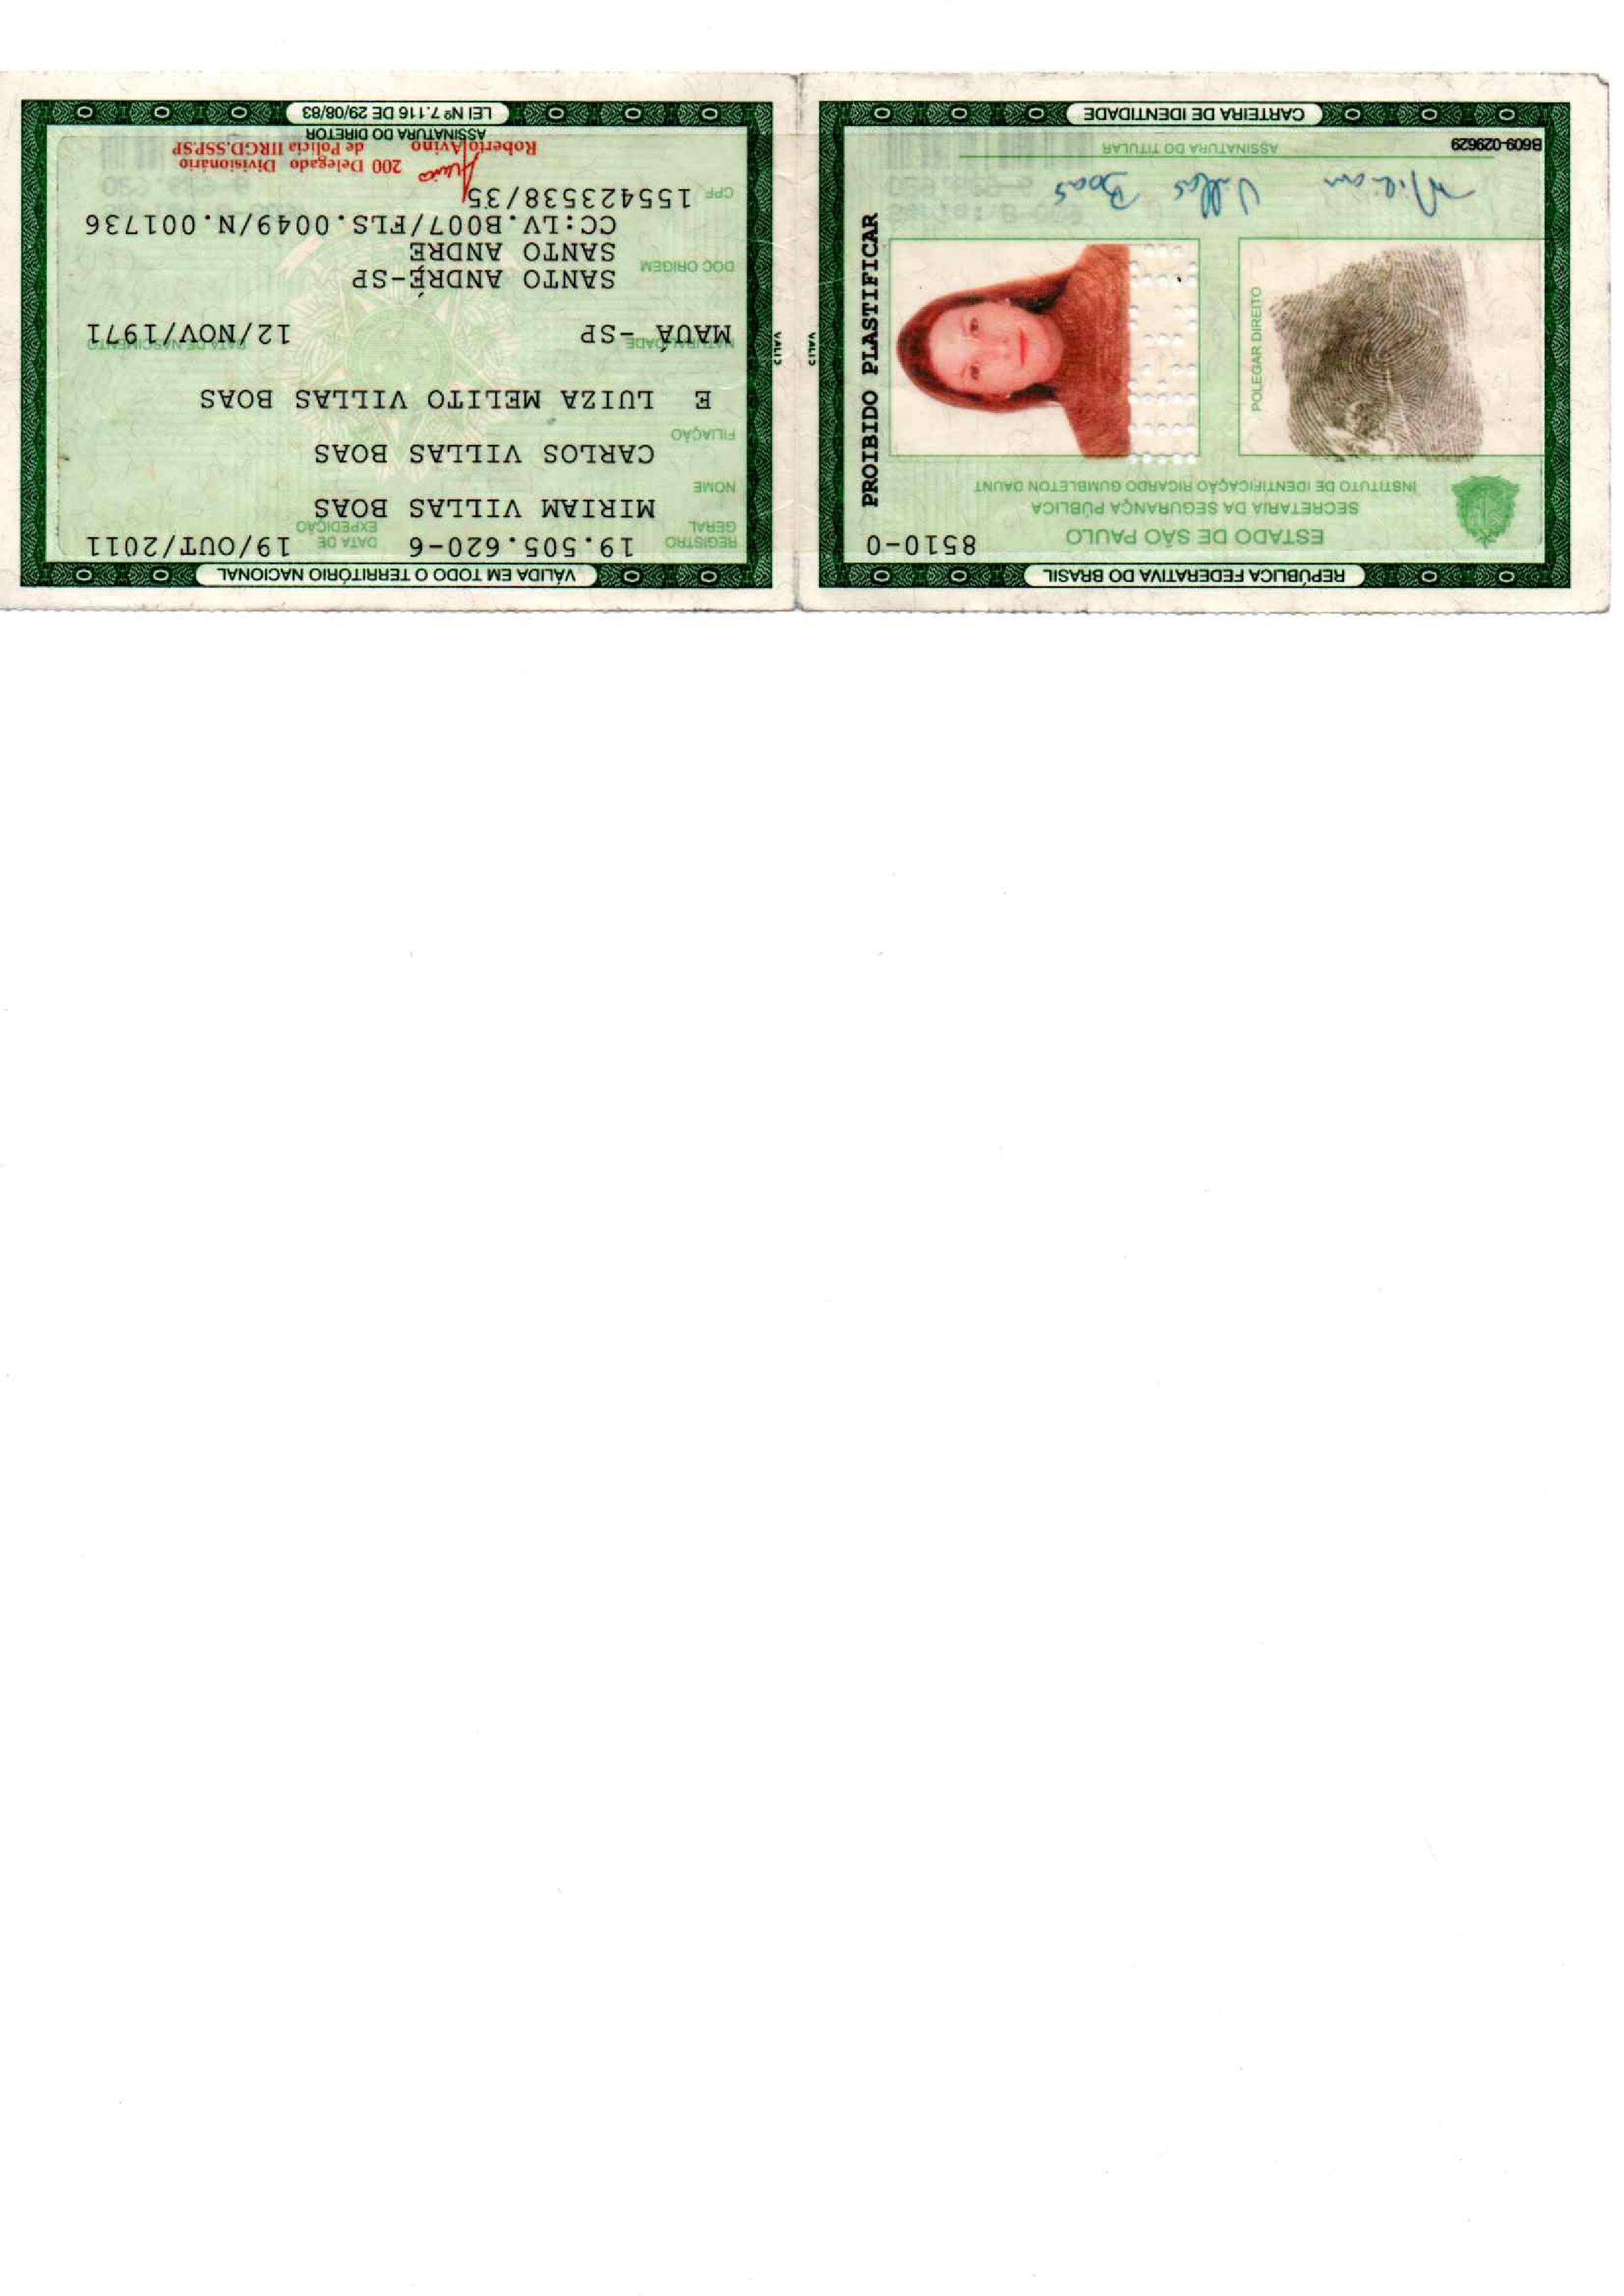 REPÚBLICA FEDERATIVA DO BRASIL
ESTADO DE SÃO PAULO
8510-0
SECRETARIA DA SEGURANÇA PÚBLICA
INSTITUTO DE IDENTIFICAÇÃO RICARDO GUMBLETON DAUNT
POLEGAR DIREITO
PROIBIDO PLASTIFICAR
Miriam Villas Boas
B609-029629
ASSINATURA DO TITULAR
CARTEIRA DE IDENTIDADE
VÁLIDA EM TODO O TERRITÓRIO NACIONAL
REGISTRO GERAL 19.505.620-6 DATA DE EXPEDIÇÃO 19/OUT/2011
NOME MIRIAM VILLAS BOAS
FILIAÇÃO CARLOS VILLAS BOAS
E LUIZA MELITO VILLAS BOAS
NATURALIDADE DATA DE NASCIMENTO
MAUÁ -SP 12/NOV/1971
DOC ORIGEM SANTO ANDRÉ-SP
SANTO ANDRÉ
CC:LV.B007/FLS.0049/N.001736
CPF 155423538/35
200 Delegado Divisionário
Roberto Avino de Polícia IIRGD.SSP.SP
ASSINATURA DO DIRETOR
LEI Nº 7.116 DE 29/08/83